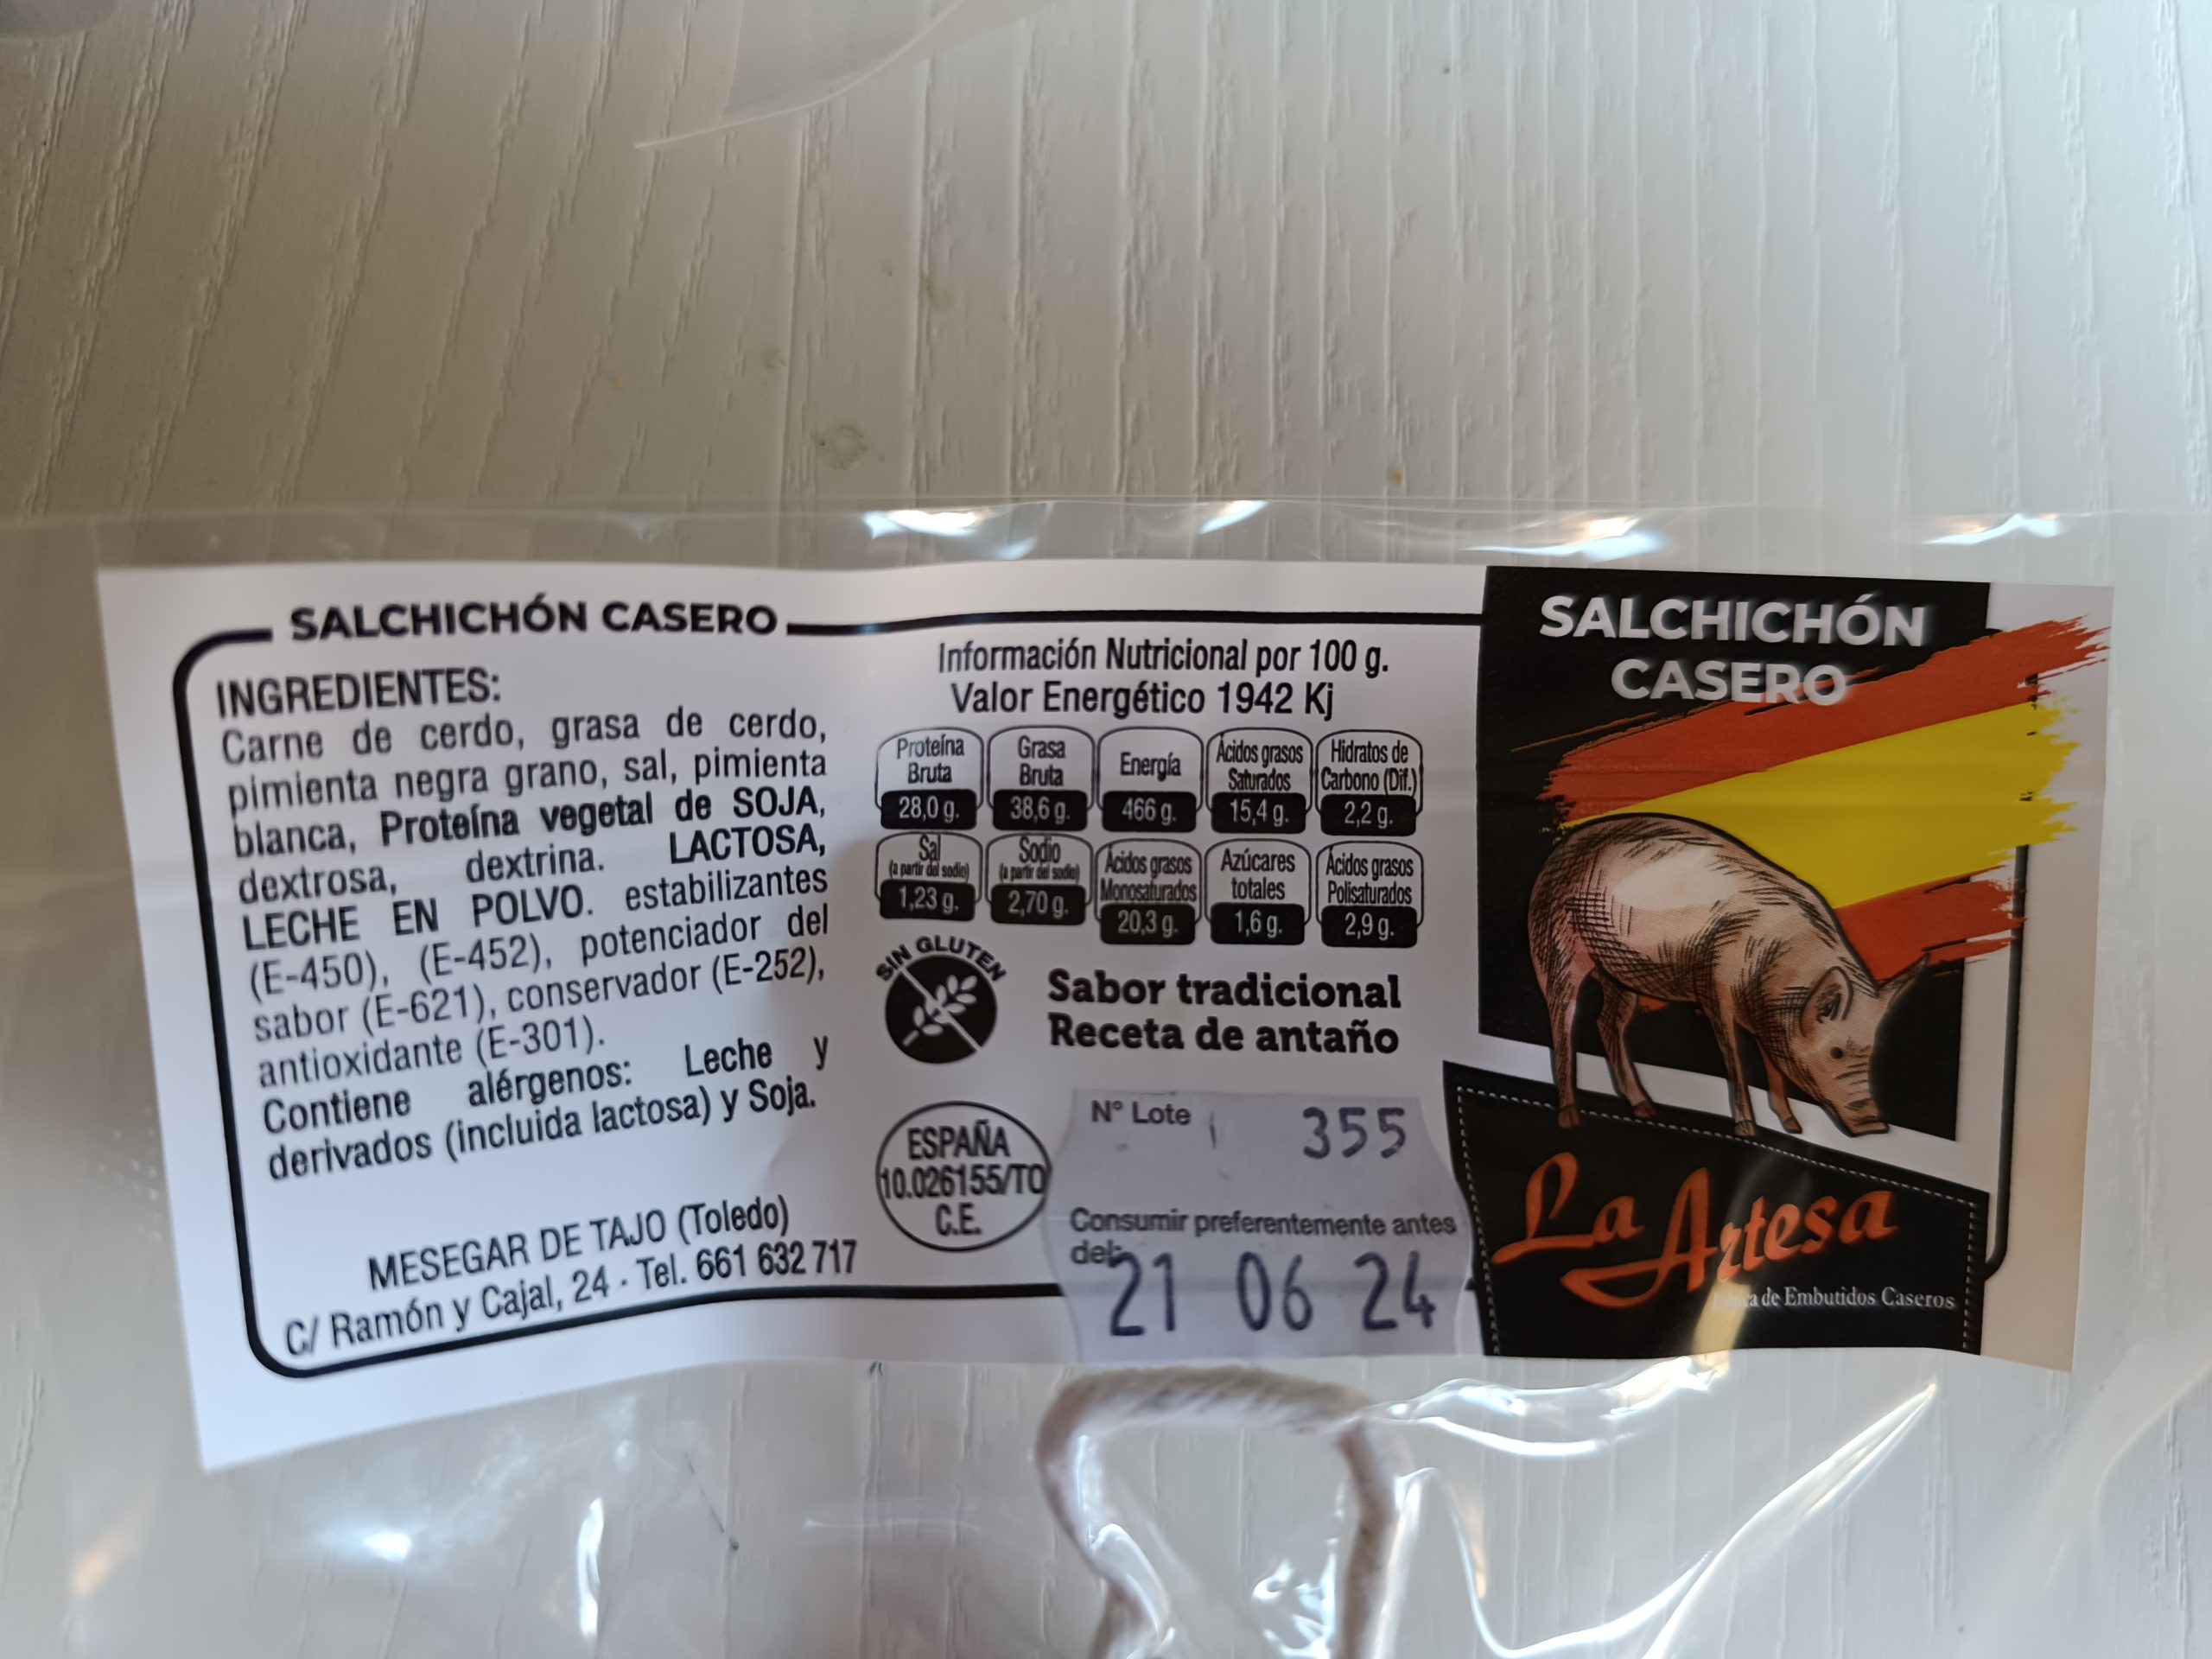 SALCHICHÓN CASERO
INGREDIENTES:
Carne de cerdo, grasa de cerdo,
pimienta negra grano, sal, pimienta
blanca, Proteína vegetal de SOJA,
dextrosa, dextrina. LACTOSA,
LECHE EN POLVO. estabilizantes
(E-450), (E-452), potenciador del
sabor (E-621), conservador (E-252),
antioxidante (E-301).
Contiene alérgenos: Leche y
derivados (incluida lactosa) y Soja.
MESEGAR DE TAJO (Toledo)
C/ Ramón y Cajal, 24 - Tel. 661 632 717
Información Nutricional por 100 g.
Valor Energético 1942 Kj
Proteína Bruta
28,0 g.
Grasa Bruta
38,6 g.
Energía
466 g.
Ácidos grasos Saturados
15,4 g.
Hidratos de Carbono (Dif.)
2,2 g.
Sal (a partir del sodio)
1,23 g.
Sodio (a partir del sodio)
2,70 g.
Ácidos grasos Monosaturados
20,3 g.
Azúcares totales
1,6 g.
Ácidos grasos Polisaturados
2,9 g.
SIN GLUTEN
Sabor tradicional
Receta de antaño
ESPAÑA
10.026155/TO
C.E.
Nº Lote 355
Consumir preferentemente antes
del:
21 06 24
SALCHICHÓN
CASERO
La Artesa
de Embutidos Caseros